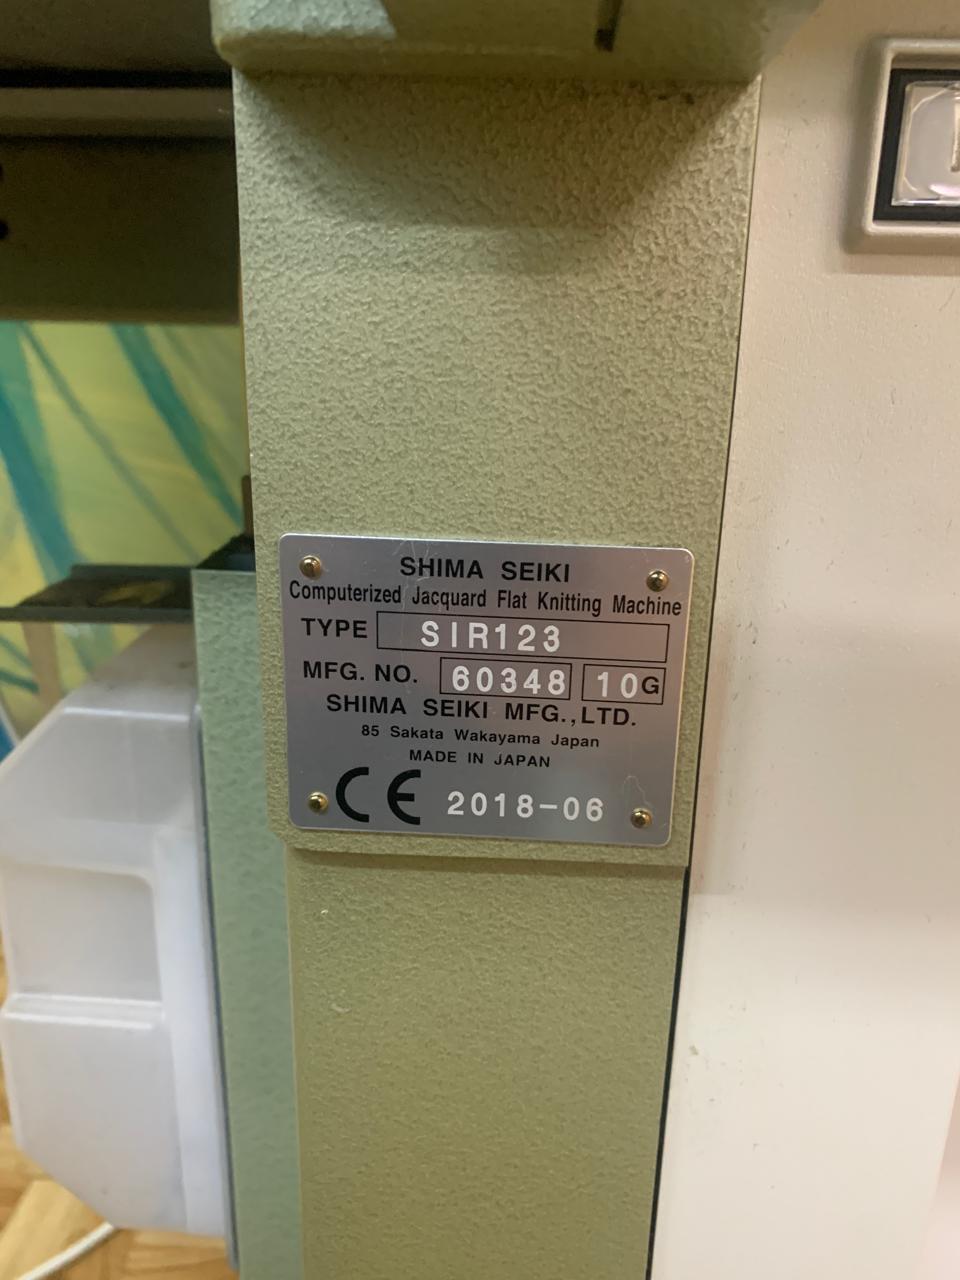 SHIMA SEIKI
Computerized Jacquard Flat Knitting Machine
TYPE SIR123
MFG. NO. 60348 10G
SHIMA SEIKI MFG.,LTD.
85 Sakata Wakayama Japan
MADE IN JAPAN
CE 2018-06